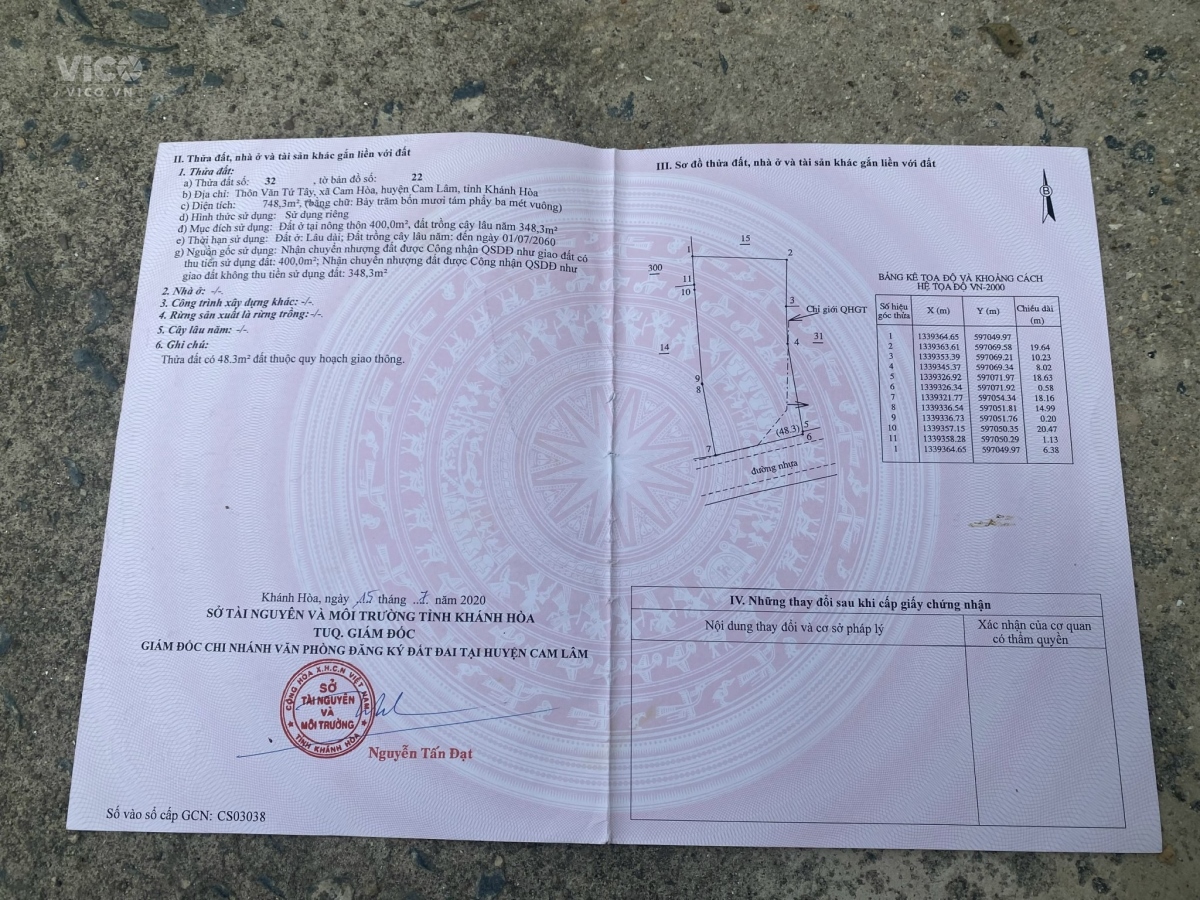 Vico
VICO.VN
II. Thửa đất, nhà ở và tài sản khác gắn liền với đất
1. Thửa đất:
a) Thửa đất số: 32 , tờ bản đồ số: 22
b) Địa chỉ: Thôn Văn Tứ Tây, xã Cam Hòa, huyện Cam Lâm, tỉnh Khánh Hòa
c) Diện tích: 748,3m², (bằng chữ: Bảy trăm bốn mươi tám phẩy ba mét vuông)
d) Hình thức sử dụng: Sử dụng riêng
đ) Mục đích sử dụng: Đất ở tại nông thôn 400,0m², đất trồng cây lâu năm 348,3m²
e) Thời hạn sử dụng: Đất ở: Lâu dài; Đất trồng cây lâu năm: đến ngày 01/07/2060
g) Nguồn gốc sử dụng: Nhận chuyển nhượng đất được Công nhận QSDĐ như giao đất có
thu tiền sử dụng đất: 400,0m²; Nhận chuyển nhượng đất được Công nhận QSDĐ như
giao đất không thu tiền sử dụng đất: 348,3m²
2. Nhà ở: -/-.
3. Công trình xây dựng khác: -/-.
4. Rừng sản xuất là rừng trồng: -/-.
5. Cây lâu năm: -/-.
6. Ghi chú:
Thửa đất có 48.3m² đất thuộc quy hoạch giao thông.
Khánh Hòa, ngày 15 tháng 7 năm 2020
SỞ TÀI NGUYÊN VÀ MÔI TRƯỜNG TỈNH KHÁNH HÒA
TUQ. GIÁM ĐỐC
GIÁM ĐỐC CHI NHÁNH VĂN PHÒNG ĐĂNG KÝ ĐẤT ĐAI TẠI HUYỆN CAM LÂM
CỘNG HÒA X.H.C.N VIỆT NAM
SỞ
TÀI NGUYÊN
VÀ
MÔI TRƯỜNG
TỈNH KHÁNH HÒA
Nguyễn Tấn Đạt
Số vào sổ cấp GCN: CS03038
III. Sơ đồ thửa đất, nhà ở và tài sản khác gắn liền với đất
B
15
1
2
300
11
10
3
Chỉ giới QHGT
31
4
14
9
8
(48.3)
5
6
7
đường nhựa
BẢNG KÊ TỌA ĐỘ VÀ KHOẢNG CÁCH
HỆ TỌA ĐỘ VN-2000
Số hiệu góc thửa X (m) Y (m) Chiều dài (m)
1 1339364.65 597049.97
2 1339363.61 597069.58 19.64
3 1339353.39 597069.21 10.23
4 1339345.37 597069.34 8.02
5 1339326.92 597071.97 18.63
6 1339326.34 597071.92 0.58
7 1339321.77 597054.34 18.16
8 1339336.54 597051.81 14.99
9 1339336.73 597051.76 0.20
10 1339357.15 597050.35 20.47
11 1339358.28 597050.29 1.13
1 1339364.65 597049.97 6.38
IV. Những thay đổi sau khi cấp giấy chứng nhận
Nội dung thay đổi và cơ sở pháp lý
Xác nhận của cơ quan
có thẩm quyền